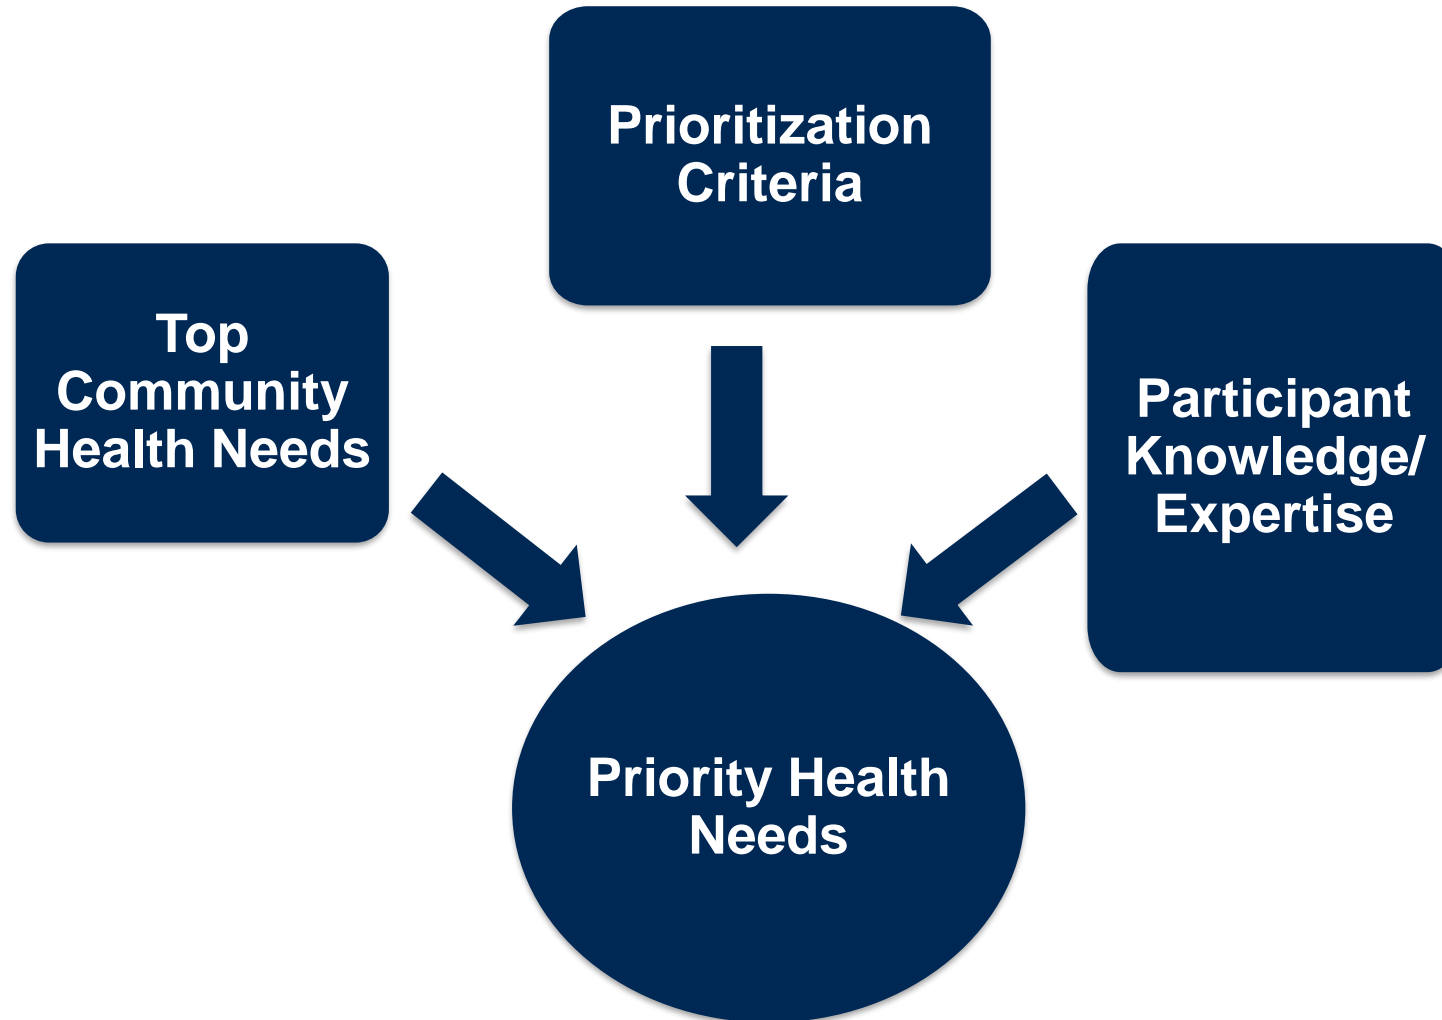 Prioritization
Criteria
Top
Community
Health Needs
Participant
Knowledge/
Expertise
Priority Health
Needs